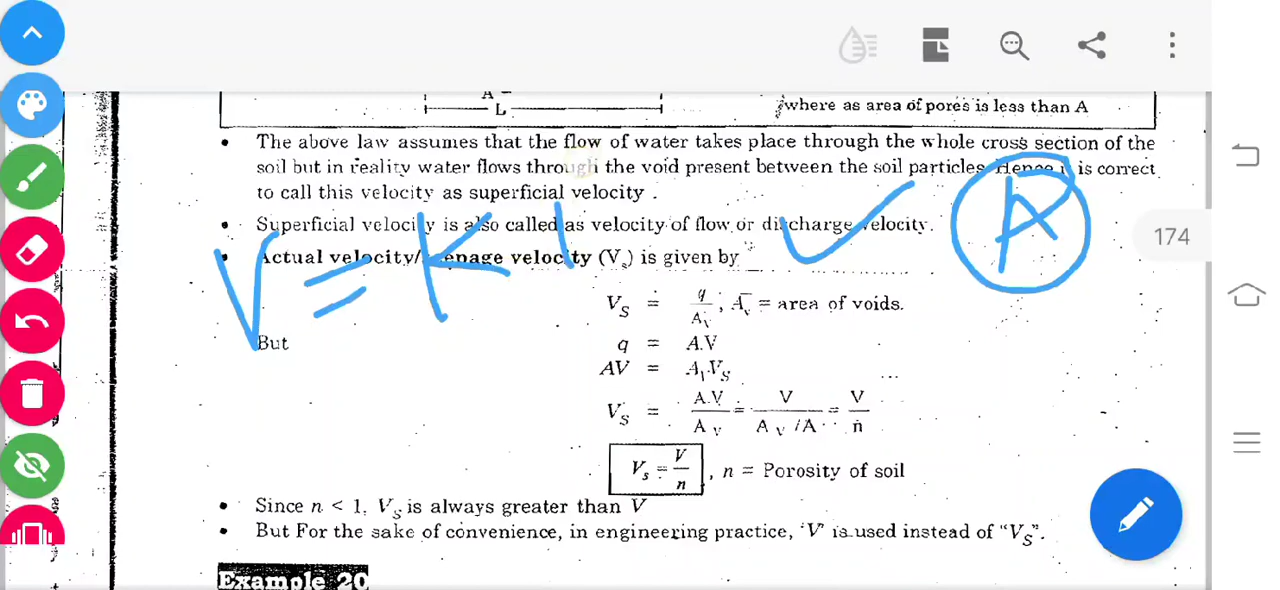 A =
L
where as area of pores is less than A
• The above law assumes that the flow of water takes place through the whole cross section of the
soil but in reality water flows through the void present between the soil particles. Hence it is correct
to call this velocity as superficial velocity .
• Superficial velocity is also called as velocity of flow or discharge velocity.
• Actual velocity/Seepage velocity (Vs) is given by
V = K i
A
174
VS = q/Av, Av = area of voids.
But q = A.V
AV = A1VS
VS = A.V/Av = V/(Av/A) = V/n
Vs = V/n , n = Porosity of soil
• Since n < 1, VS is always greater than V
• But For the sake of convenience, in engineering practice, 'V' is used instead of "VS".
Example 20